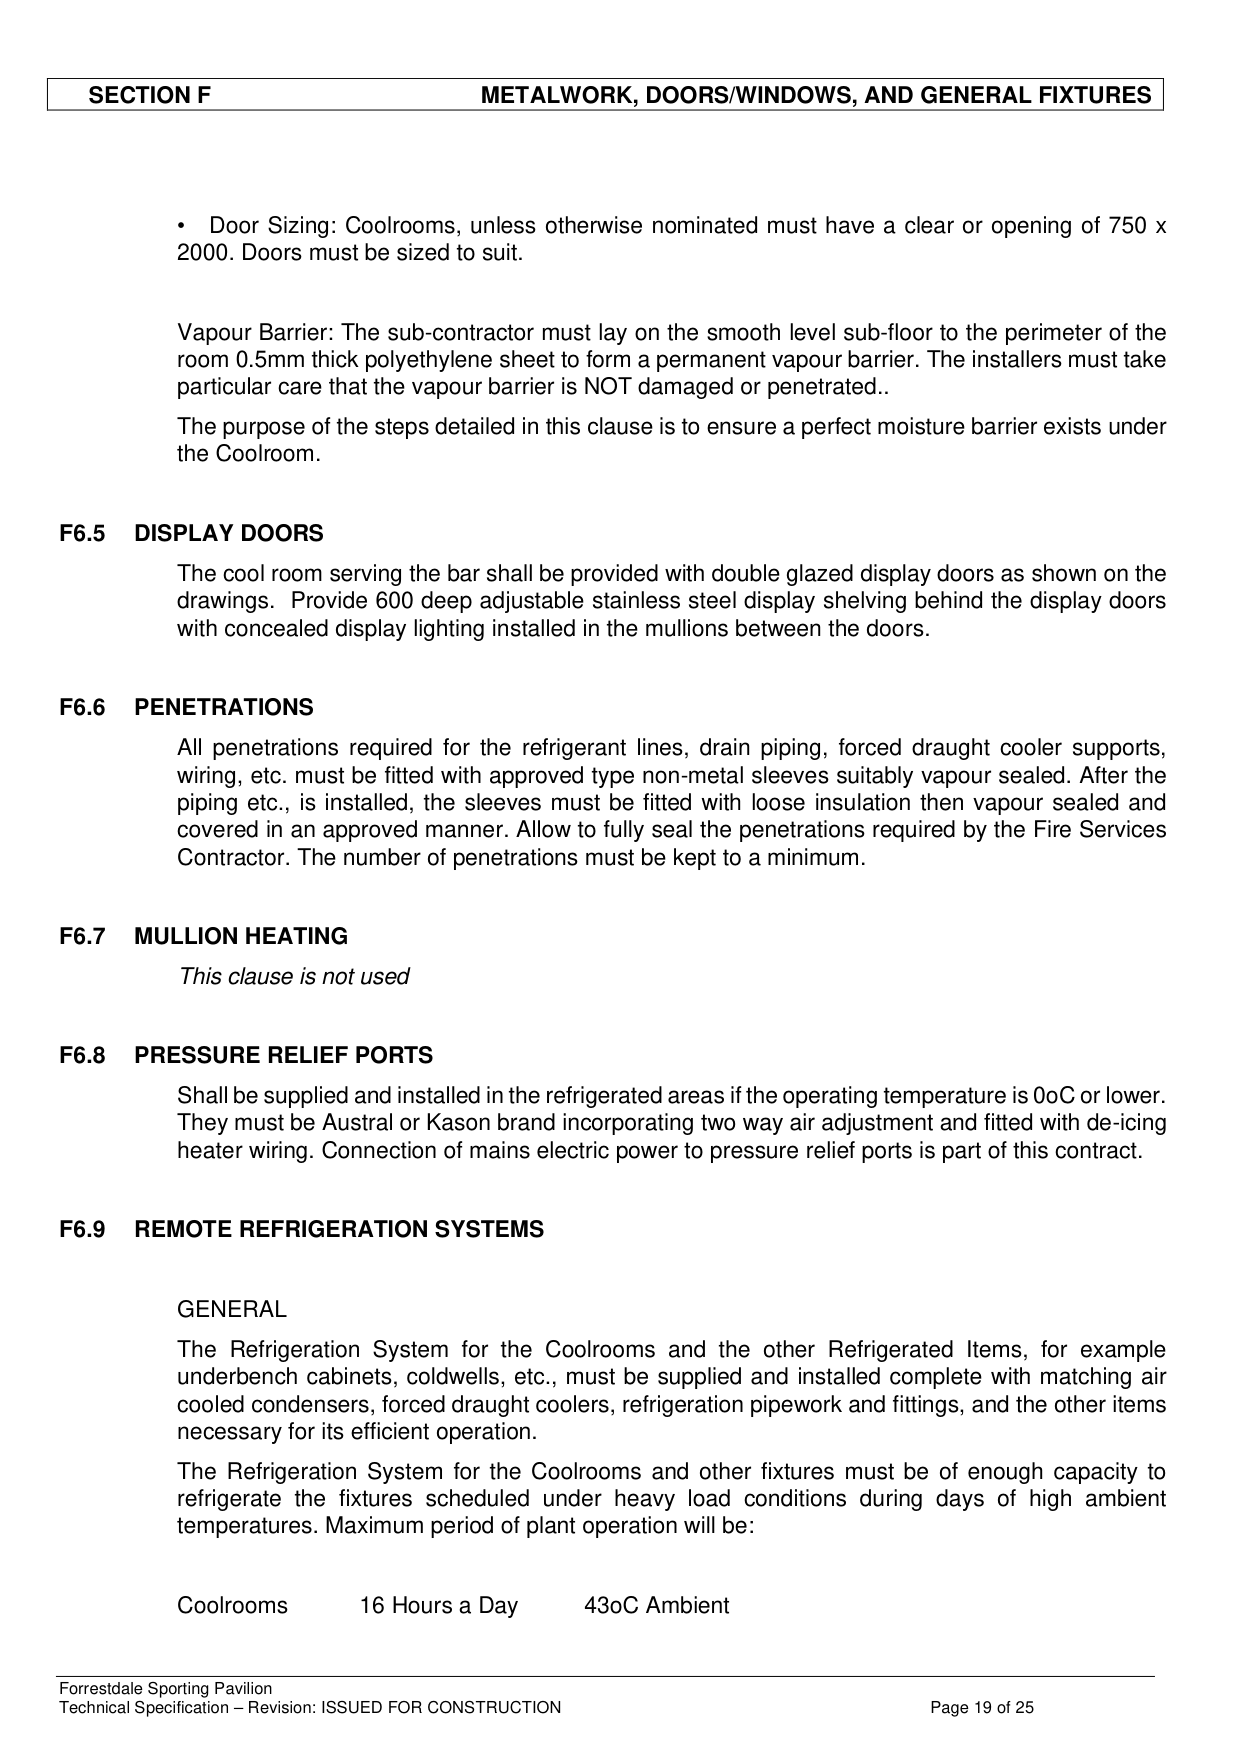 SECTION F METALWORK, DOORS/WINDOWS, AND GENERAL FIXTURES
• Door Sizing: Coolrooms, unless otherwise nominated must have a clear or opening of 750 x
2000. Doors must be sized to suit.
Vapour Barrier: The sub-contractor must lay on the smooth level sub-floor to the perimeter of the
room 0.5mm thick polyethylene sheet to form a permanent vapour barrier. The installers must take
particular care that the vapour barrier is NOT damaged or penetrated..
The purpose of the steps detailed in this clause is to ensure a perfect moisture barrier exists under
the Coolroom.
F6.5 DISPLAY DOORS
The cool room serving the bar shall be provided with double glazed display doors as shown on the
drawings. Provide 600 deep adjustable stainless steel display shelving behind the display doors
with concealed display lighting installed in the mullions between the doors.
F6.6 PENETRATIONS
All penetrations required for the refrigerant lines, drain piping, forced draught cooler supports,
wiring, etc. must be fitted with approved type non-metal sleeves suitably vapour sealed. After the
piping etc., is installed, the sleeves must be fitted with loose insulation then vapour sealed and
covered in an approved manner. Allow to fully seal the penetrations required by the Fire Services
Contractor. The number of penetrations must be kept to a minimum.
F6.7 MULLION HEATING
This clause is not used
F6.8 PRESSURE RELIEF PORTS
Shall be supplied and installed in the refrigerated areas if the operating temperature is 0oC or lower.
They must be Austral or Kason brand incorporating two way air adjustment and fitted with de-icing
heater wiring. Connection of mains electric power to pressure relief ports is part of this contract.
F6.9 REMOTE REFRIGERATION SYSTEMS
GENERAL
The Refrigeration System for the Coolrooms and the other Refrigerated Items, for example
underbench cabinets, coldwells, etc., must be supplied and installed complete with matching air
cooled condensers, forced draught coolers, refrigeration pipework and fittings, and the other items
necessary for its efficient operation.
The Refrigeration System for the Coolrooms and other fixtures must be of enough capacity to
refrigerate the fixtures scheduled under heavy load conditions during days of high ambient
temperatures. Maximum period of plant operation will be:
Coolrooms 16 Hours a Day 43oC Ambient
Forrestdale Sporting Pavilion
Technical Specification – Revision: ISSUED FOR CONSTRUCTION Page 19 of 25